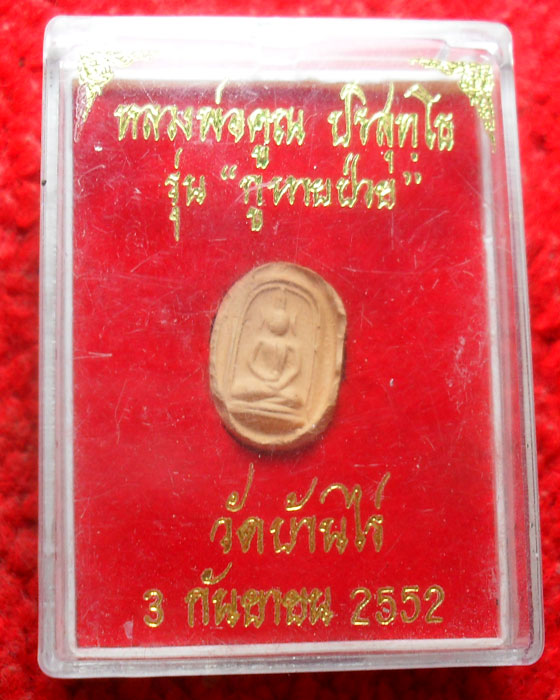 หลวงพ่อคูณ ปริสุทฺโธ
รุ่น "กูหายป่วย"
วัดบ้านไร่
3 กันยายน 2552